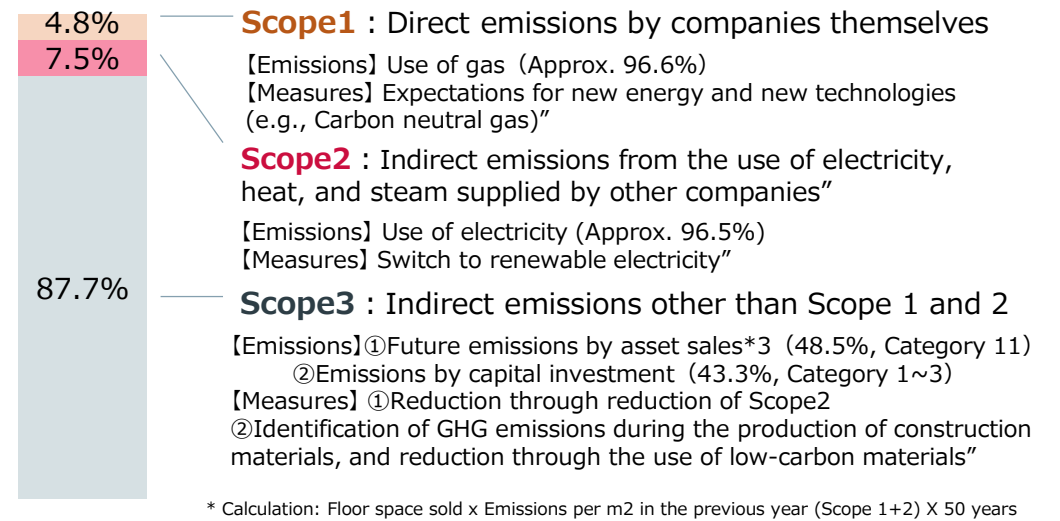 4.8%
7.5%
87.7%
Scope1 : Direct emissions by companies themselves
【Emissions】 Use of gas（Approx. 96.6%）
【Measures】 Expectations for new energy and new technologies
(e.g., Carbon neutral gas)”
Scope2 : Indirect emissions from the use of electricity,
heat, and steam supplied by other companies”
【Emissions】 Use of electricity (Approx. 96.5%)
【Measures】 Switch to renewable electricity”
Scope3 : Indirect emissions other than Scope 1 and 2
【Emissions】①Future emissions by asset sales*3（48.5%, Category 11）
②Emissions by capital investment（43.3%, Category 1~3）
【Measures】 ①Reduction through reduction of Scope2
②Identification of GHG emissions during the production of construction
materials, and reduction through the use of low-carbon materials”
* Calculation: Floor space sold x Emissions per m2 in the previous year (Scope 1+2) X 50 years